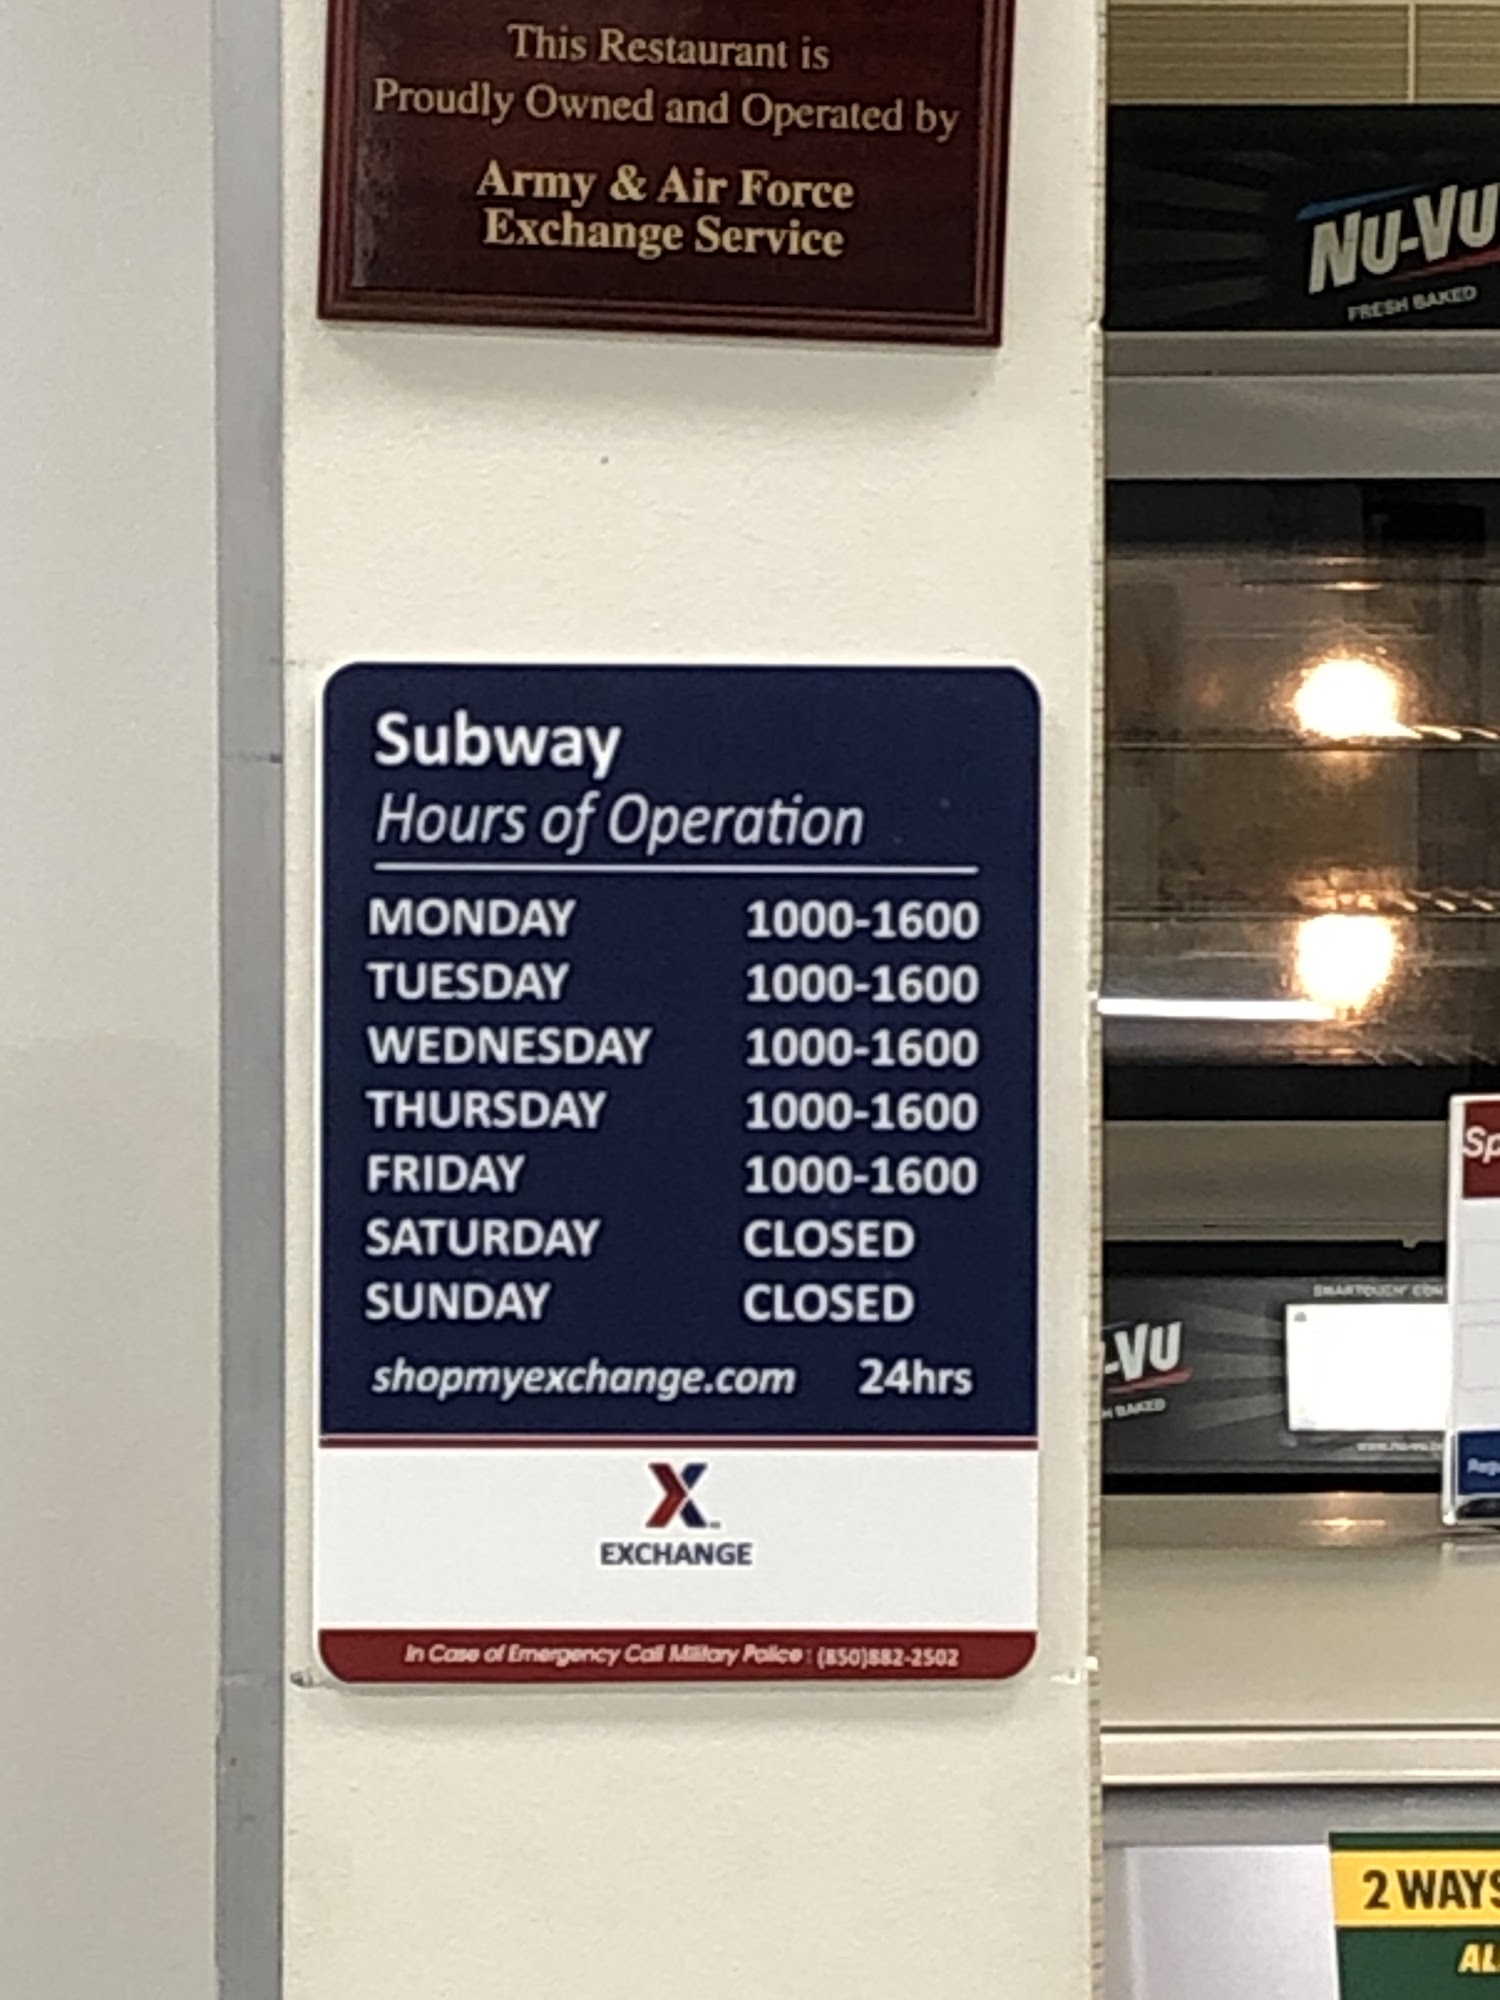 This Restaurant is
Proudly Owned and Operated by
Army & Air Force
Exchange Service
NU-VU
FRESH BAKED
Subway
Hours of Operation
MONDAY 1000-1600
TUESDAY 1000-1600
WEDNESDAY 1000-1600
THURSDAY 1000-1600
FRIDAY 1000-1600
SATURDAY CLOSED
SUNDAY CLOSED
shopmyexchange.com 24hrs
X
EXCHANGE
In Case of Emergency Call Military Police : (850)882-2502
-VU
BAKED
2 WAYS